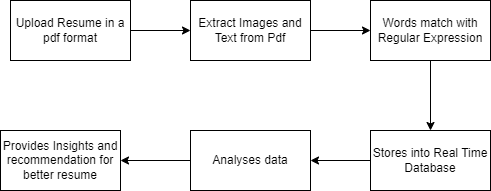 Upload Resume in a
pdf format
Extract Images and
Text from Pdf
Words match with
Regular Expression
Stores into Real Time
Database
Analyses data
Provides Insights and
recommendation for
better resume